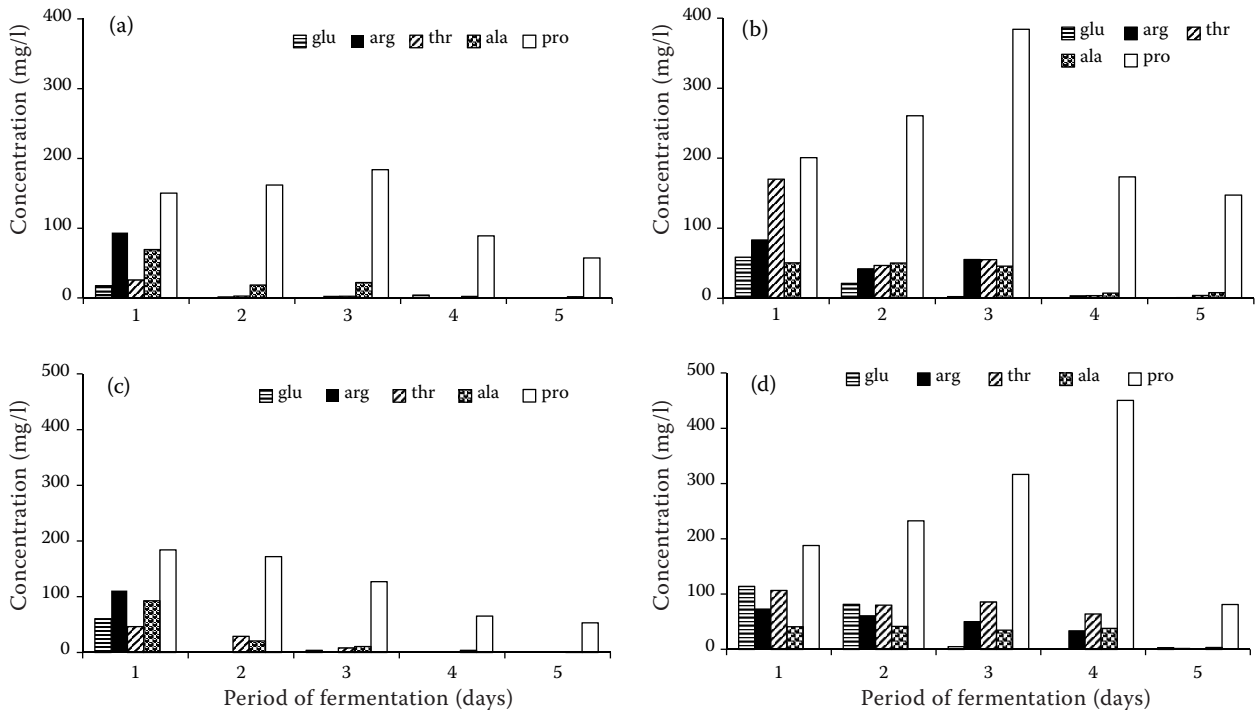 (a)
glu arg thr ala pro
Concentration (mg/l)
400
300
200
100
0
1 2 3 4 5
(b)
glu arg thr
ala pro
Concentration (mg/l)
400
300
200
100
0
1 2 3 4 5
(c)
glu arg thr ala pro
Concentration (mg/l)
500
400
300
200
100
0
1 2 3 4 5
Period of fermentation (days)
(d)
glu arg thr ala pro
Concentration (mg/l)
500
400
300
200
100
0
1 2 3 4 5
Period of fermentation (days)